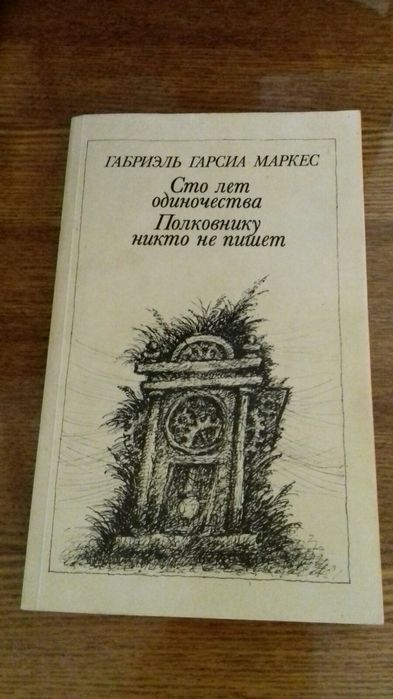 ГАБРИЭЛЬ ГАРСИА МАРКЕС
Сто лет
одиночества
Полковнику
никто не пишет